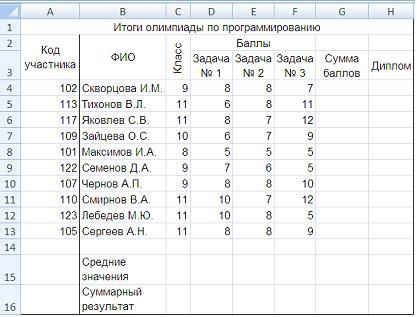 A B C D E F G H
1 Итоги олимпиады по программированию
2 Код участника ФИО Класс Баллы
3 Задача № 1 Задача № 2 Задача № 3 Сумма баллов Диплом
4 102 Скворцова И.М. 9 8 8 7
5 113 Тихонов В.Л. 11 6 8 11
6 117 Яковлев С.В. 11 8 7 12
7 109 Зайцева О.С. 10 6 7 9
8 101 Максимов И.А. 8 5 5 5
9 122 Семенов Д.А. 9 7 6 5
10 107 Чернов А.П. 9 8 8 10
11 110 Смирнов В.А. 11 10 7 12
12 123 Лебедев М.Ю. 11 10 8 5
13 105 Сергеев А.Н. 11 8 8 9
14
15 Средние значения
16 Суммарный результат